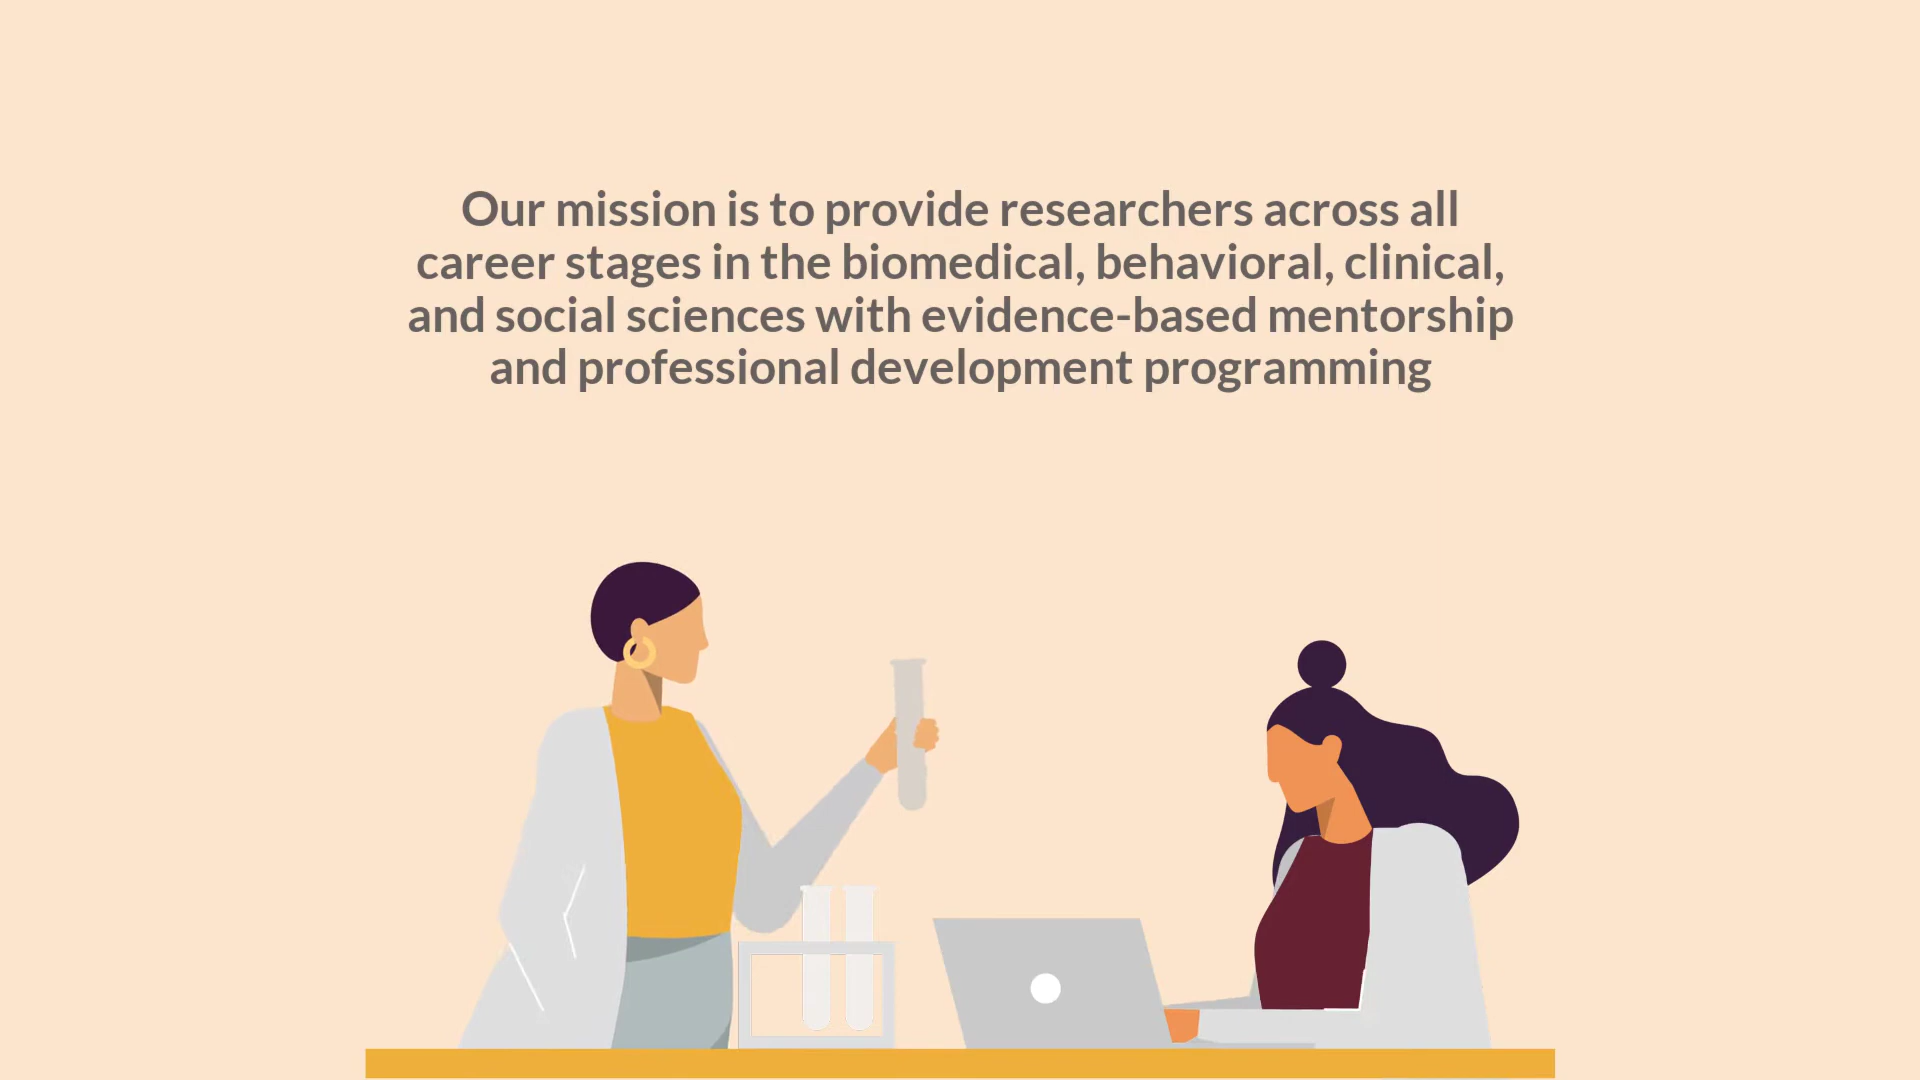 Our mission is to provide researchers across all
career stages in the biomedical, behavioral, clinical,
and social sciences with evidence-based mentorship
and professional development programming